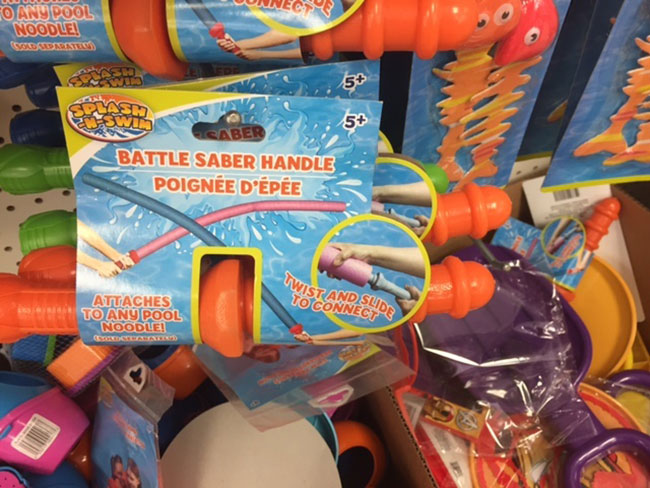 TO ANY POOL
NOODLE!
(SOLD SEPARATELY)
SPLASH
5+
SPLASH
-N-SWIM
SABER
5+
BATTLE SABER HANDLE
POIGNÉE D'ÉPÉE
TWIST AND SLIDE
TO CONNECT
ATTACHES
TO ANY POOL
NOODLE!
(SOLD SEPARATELY)